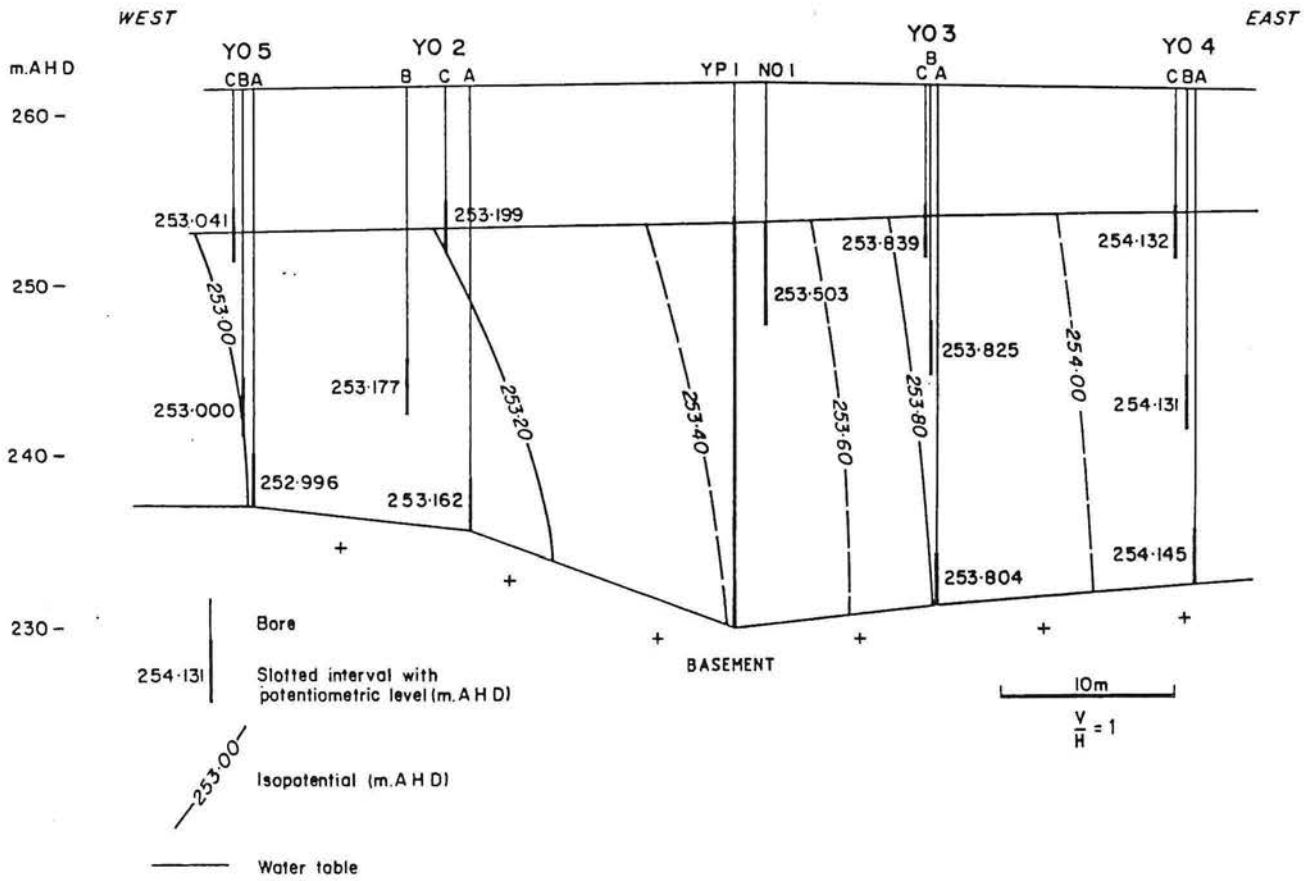 WEST
EAST
YO 5
YO 2
YO 3
YO 4
m.AHD
C B A
B C A
YP 1 NO 1
B
C A
C B A
260
250
240
230
253·041
253·199
253·839
254·132
253·503
253·00
253·825
254·00
253·177
253·000
253·20
253·40
253·60
253·80
254·131
252·996
253·162
254·145
253·804
BASEMENT
Bore
254·131
Slotted interval with
potentiometric level (m.AHD)
10m
V
H = 1
253·00
Isopotential (m.AHD)
Water table